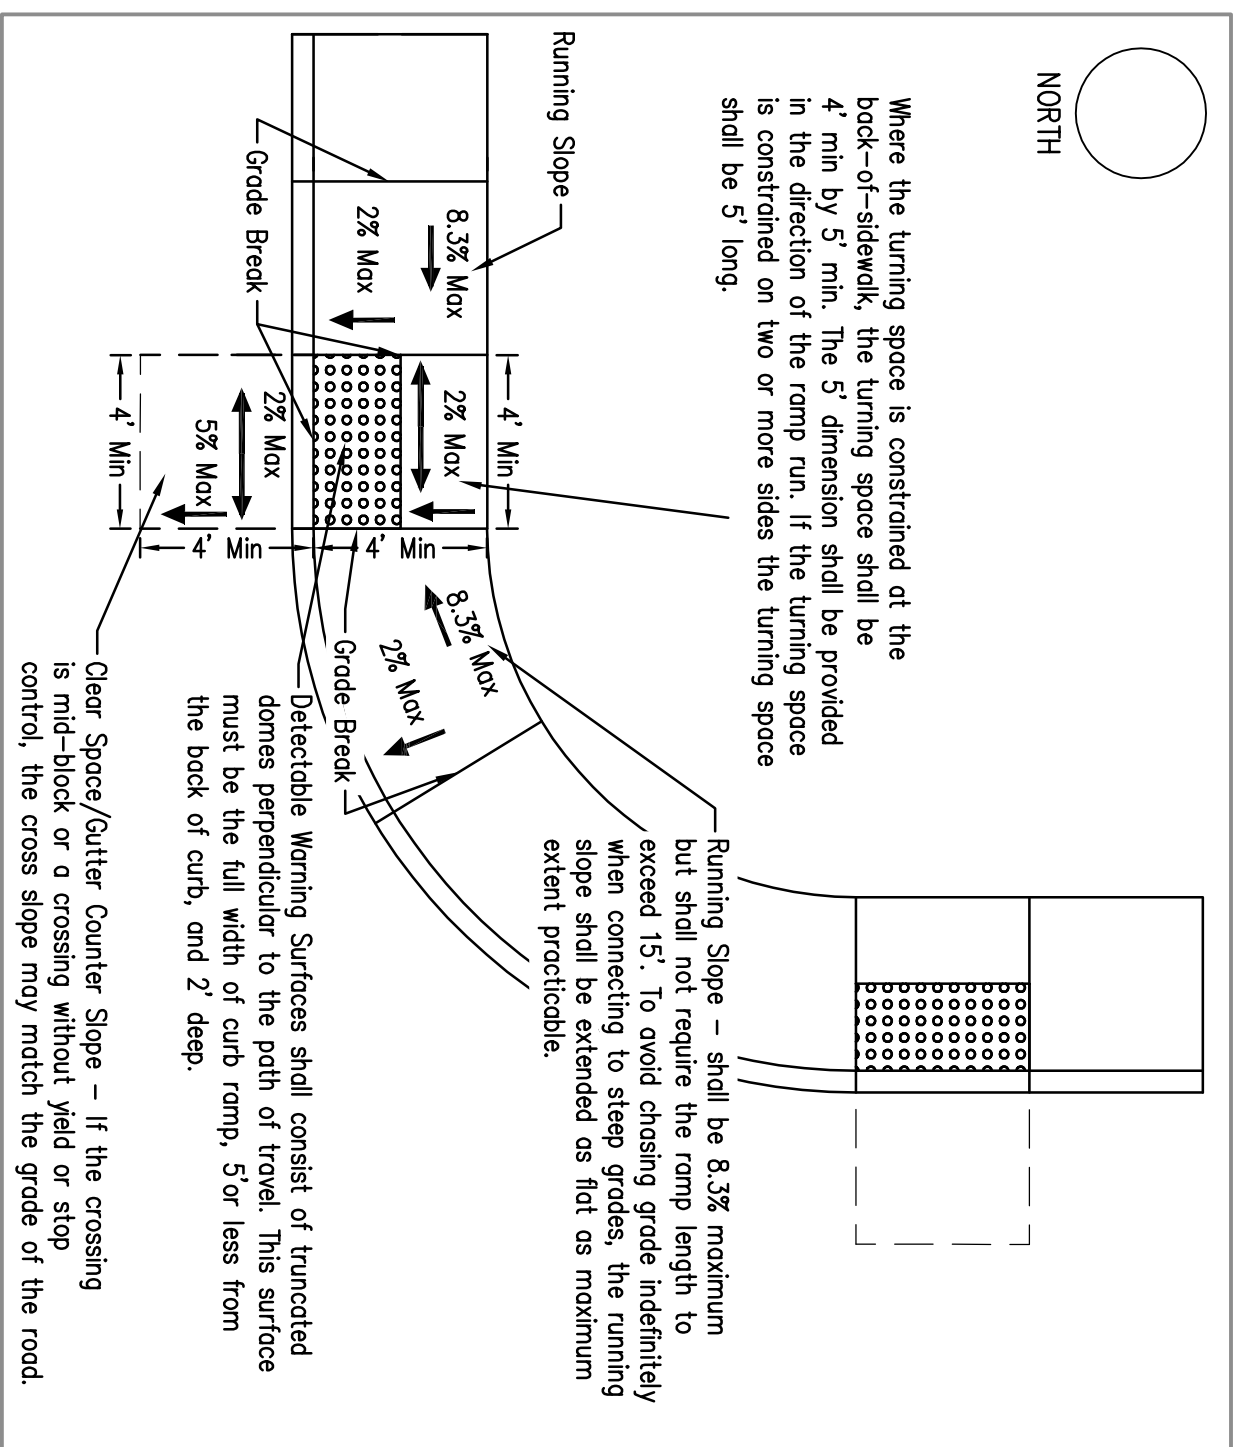 NORTH
Where the turning space is constrained at the
back-of-sidewalk, the turning space shall be
4' min by 5' min. The 5' dimension shall be provided
in the direction of the ramp run. If the turning space
is constrained on two or more sides the turning space
shall be 5' long.
Running Slope
Running Slope - shall be 8.3% maximum
but shall not require the ramp length to
exceed 15'. To avoid chasing grade indefinitely
when connecting to steep grades, the running
slope shall be extended as flat as maximum
extent practicable.
4' Min
8.3% Max
2% Max
8.3% Max
2% Max
2% Max
4' Min
Grade Break
Grade Break
2% Max
4' Min
5% Max
4' Min
Detectable Warning Surfaces shall consist of truncated
domes perpendicular to the path of travel. This surface
must be the full width of curb ramp, 5'or less from
the back of curb, and 2' deep.
Clear Space/Gutter Counter Slope - If the crossing
is mid-block or a crossing without yield or stop
control, the cross slope may match the grade of the road.